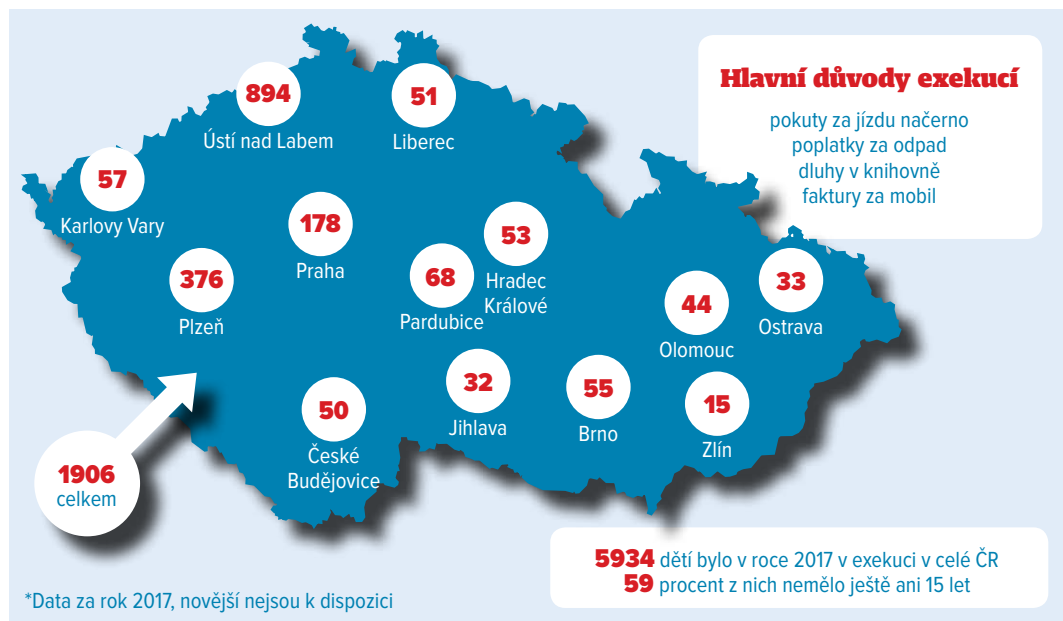 Hlavní důvody exekucí
pokuty za jízdu načerno
poplatky za odpad
dluhy v knihovně
faktury za mobil
894
Ústí nad Labem
51
Liberec
57
Karlovy Vary
178
Praha
53
Hradec
Králové
376
Plzeň
68
Pardubice
44
Olomouc
33
Ostrava
50
České
Budějovice
32
Jihlava
55
Brno
15
Zlín
1906
celkem
5934 dětí bylo v roce 2017 v exekuci v celé ČR
59 procent z nich nemělo ještě ani 15 let
*Data za rok 2017, novější nejsou k dispozici